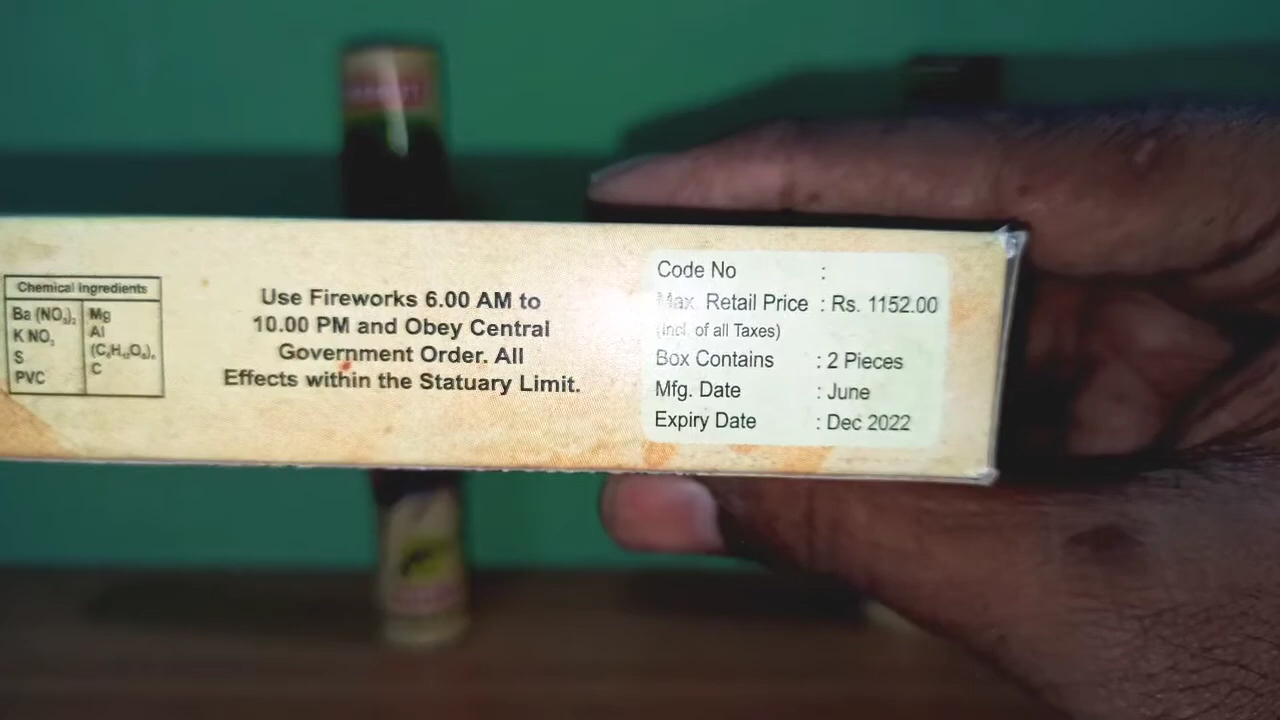 Chemical Ingredients
Ba (NO₃)₂ Mg
K NO₃ Al
S (C₆H₁₀O₅)ₙ
PVC C
Use Fireworks 6.00 AM to
10.00 PM and Obey Central
Government Order. All
Effects within the Statuary Limit.
Code No :
Max. Retail Price : Rs. 1152.00
(incl. of all Taxes)
Box Contains : 2 Pieces
Mfg. Date : June
Expiry Date : Dec 2022